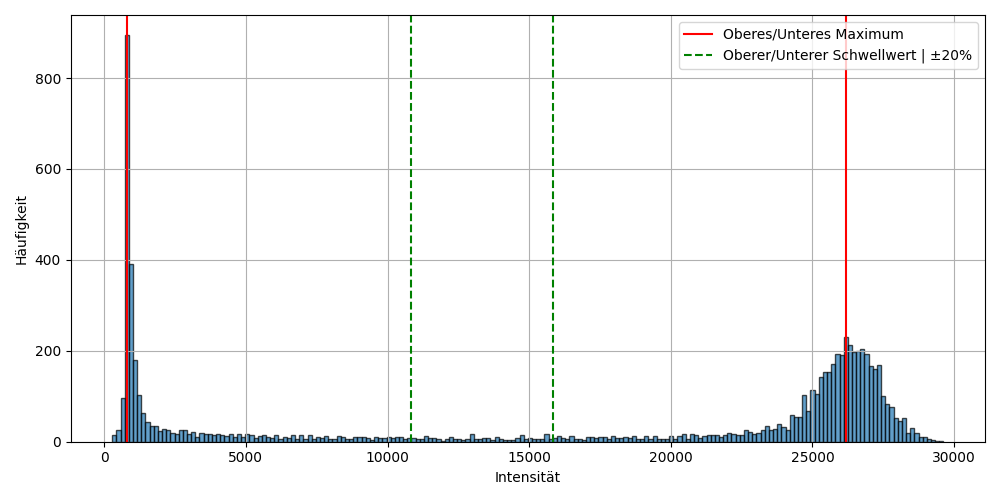 Oberes/Unteres Maximum
Oberer/Unterer Schwellwert | ±20%
800
600
400
200
0
Häufigkeit
0 5000 10000 15000 20000 25000 30000
Intensität